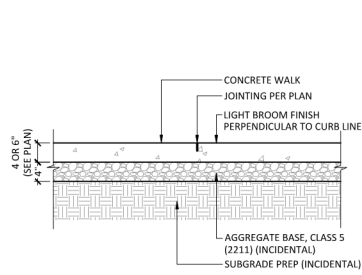 CONCRETE WALK
JOINTING PER PLAN
LIGHT BROOM FINISH
PERPENDICULAR TO CURB LINE
4 OR 6"
(SEE PLAN)
4"
AGGREGATE BASE, CLASS 5
(2211) (INCIDENTAL)
SUBGRADE PREP (INCIDENTAL)